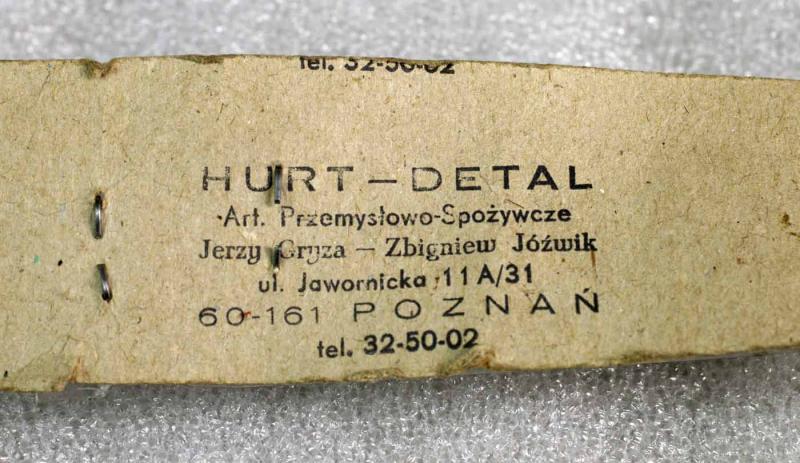 tel. 32-50-02
HURT – DETAL
Art. Przemysłowo-Spożywcze
Jerzy Gryza – Zbigniew Jóźwik
ul. Jawornicka 11A/31
60-161 POZNAŃ
tel. 32-50-02